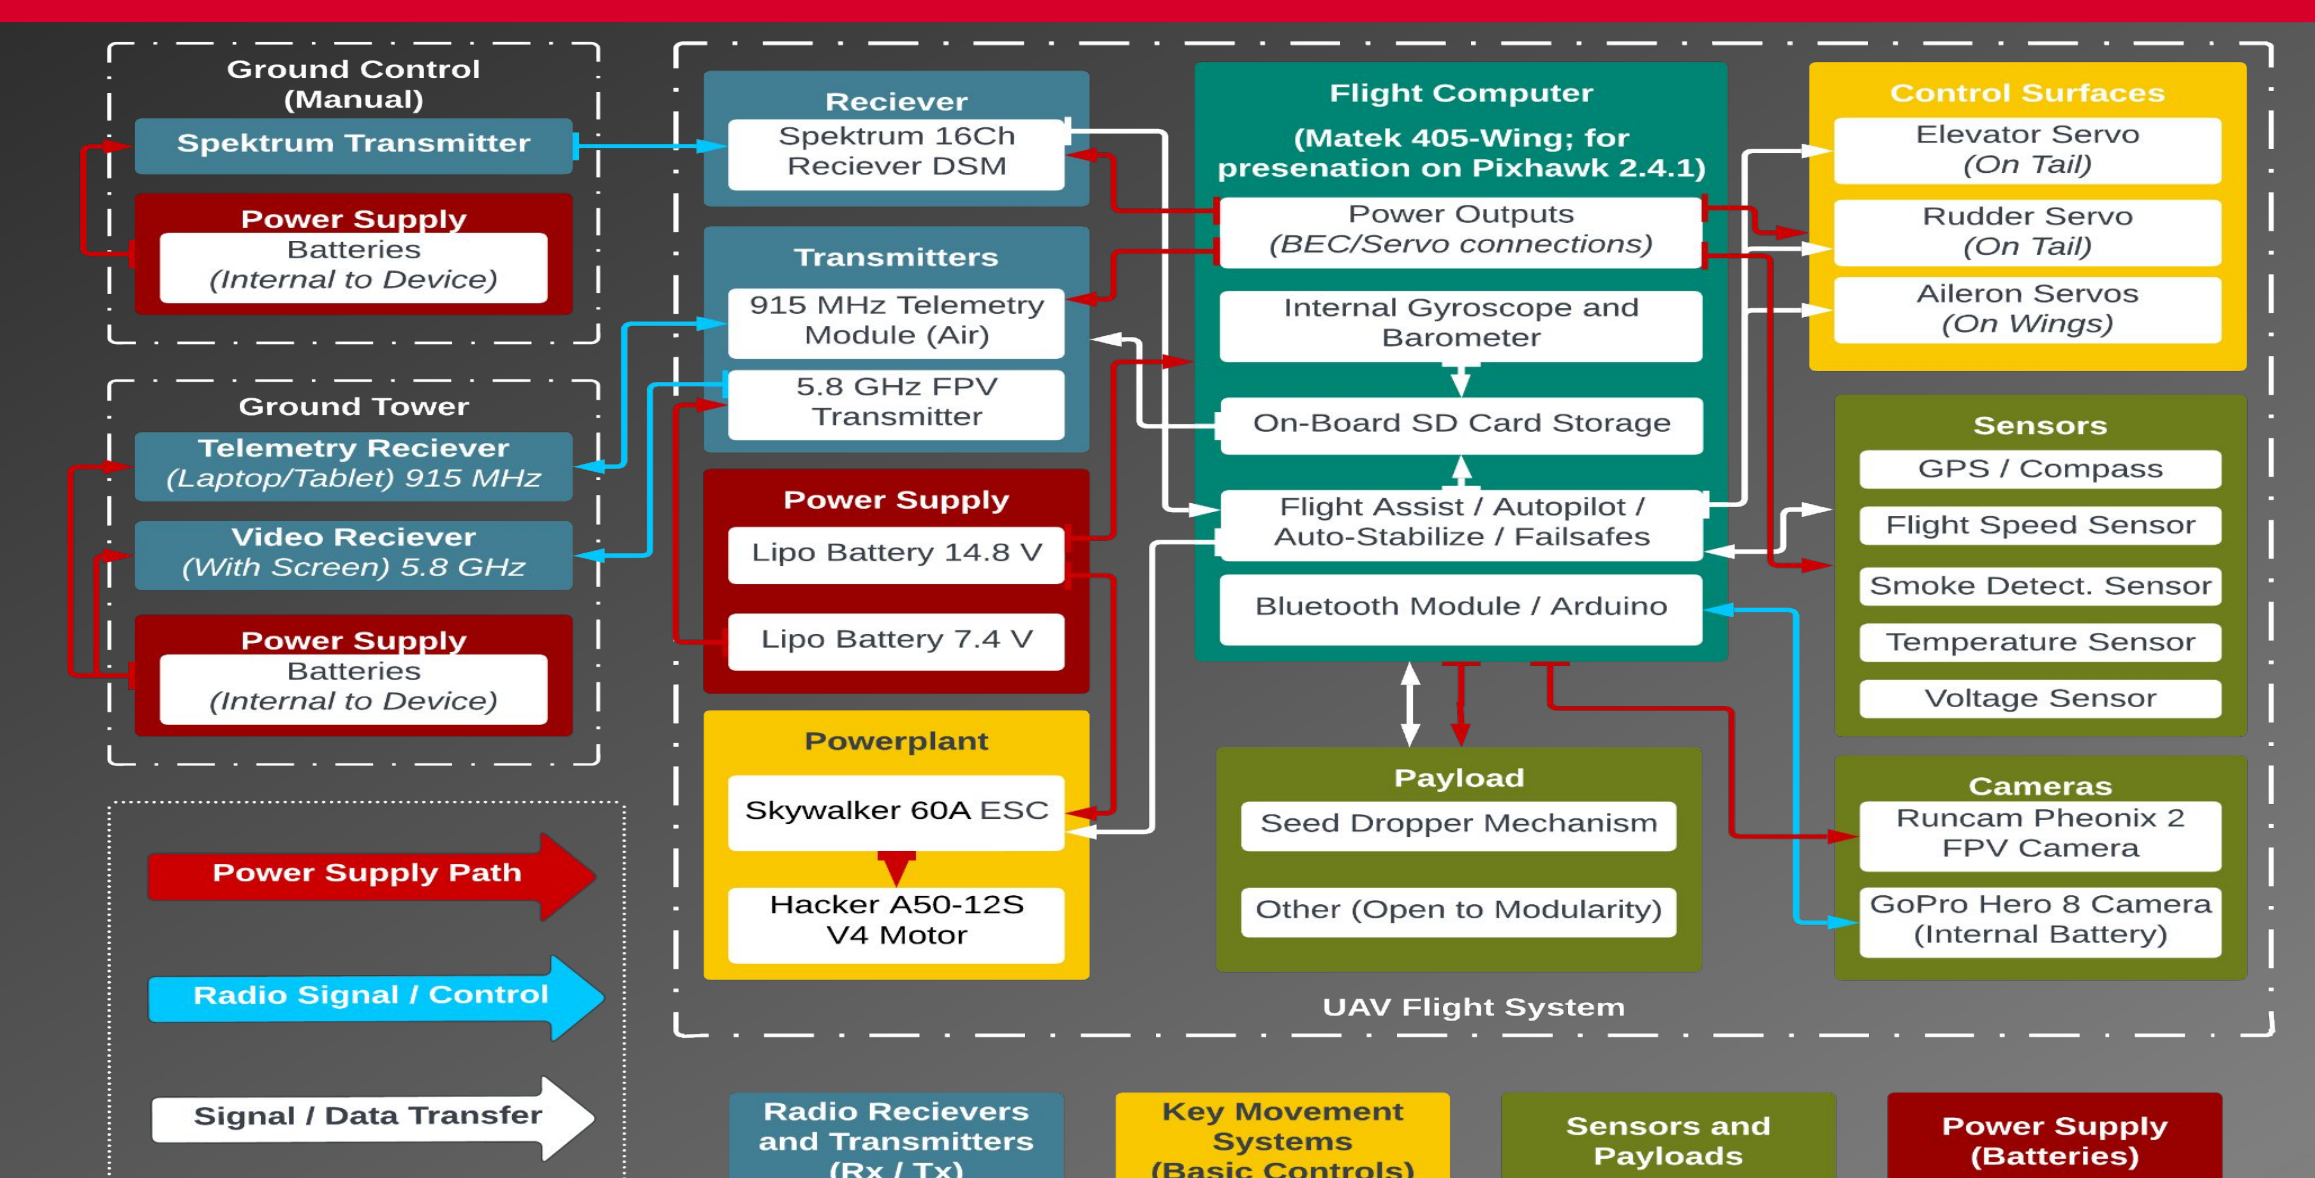 Ground Control
(Manual)
Spektrum Transmitter
Power Supply
Batteries
(Internal to Device)
Ground Tower
Telemetry Reciever
(Laptop/Tablet) 915 MHz
Video Reciever
(With Screen) 5.8 GHz
Power Supply
Batteries
(Internal to Device)
Power Supply Path
Radio Signal / Control
Signal / Data Transfer
Reciever
Spektrum 16Ch
Reciever DSM
Transmitters
915 MHz Telemetry
Module (Air)
5.8 GHz FPV
Transmitter
Power Supply
Lipo Battery 14.8 V
Lipo Battery 7.4 V
Powerplant
Skywalker 60A ESC
Hacker A50-12S
V4 Motor
Flight Computer
(Matek 405-Wing; for
presenation on Pixhawk 2.4.1)
Power Outputs
(BEC/Servo connections)
Internal Gyroscope and
Barometer
On-Board SD Card Storage
Flight Assist / Autopilot /
Auto-Stabilize / Failsafes
Bluetooth Module / Arduino
Payload
Seed Dropper Mechanism
Other (Open to Modularity)
Control Surfaces
Elevator Servo
(On Tail)
Rudder Servo
(On Tail)
Aileron Servos
(On Wings)
Sensors
GPS / Compass
Flight Speed Sensor
Smoke Detect. Sensor
Temperature Sensor
Voltage Sensor
Cameras
Runcam Pheonix 2
FPV Camera
GoPro Hero 8 Camera
(Internal Battery)
UAV Flight System
Radio Recievers
and Transmitters
(Rx / Tx)
Key Movement
Systems
(Basic Controls)
Sensors and
Payloads
Power Supply
(Batteries)